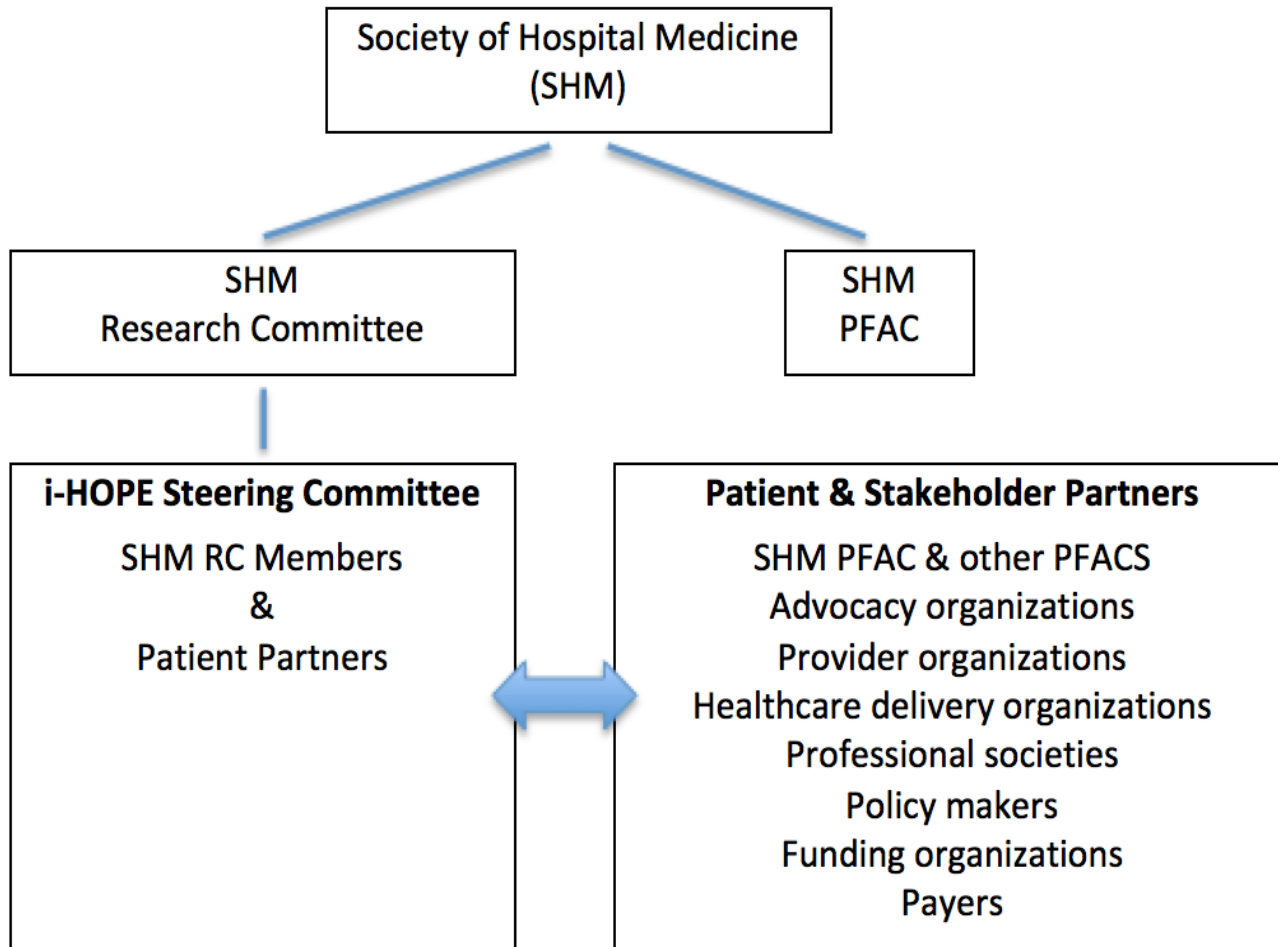 Society of Hospital Medicine
(SHM)
SHM
Research Committee
SHM
PFAC
i-HOPE Steering Committee
SHM RC Members
&
Patient Partners
Patient & Stakeholder Partners
SHM PFAC & other PFACS
Advocacy organizations
Provider organizations
Healthcare delivery organizations
Professional societies
Policy makers
Funding organizations
Payers